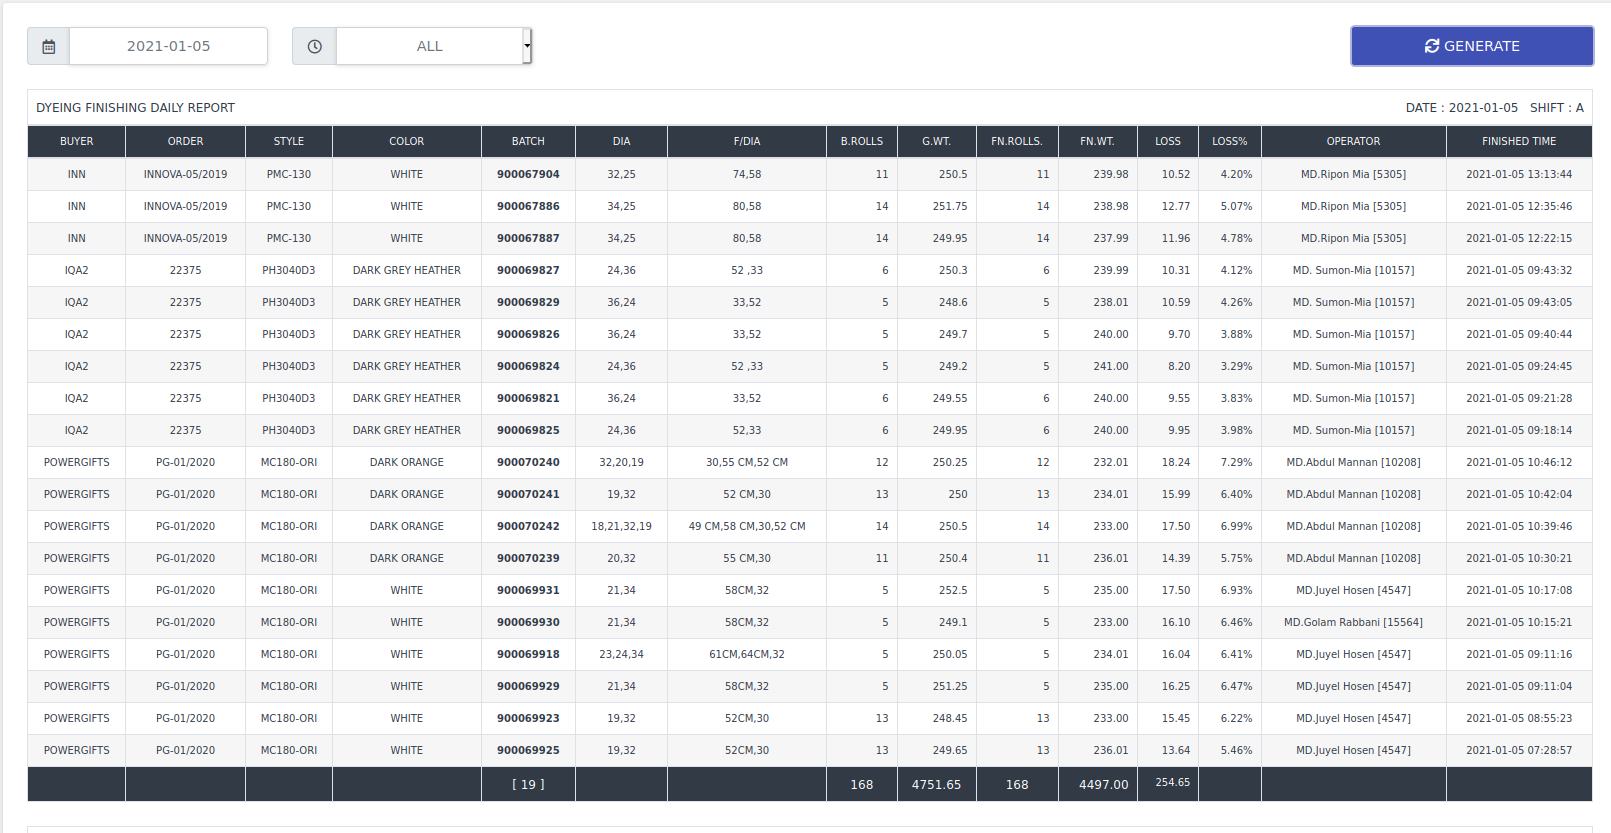 2021-01-05 ALL GENERATE
DYEING FINISHING DAILY REPORT DATE : 2021-01-05 SHIFT : A
BUYER ORDER STYLE COLOR BATCH DIA F/DIA B.ROLLS G.WT. FN.ROLLS. FN.WT. LOSS LOSS% OPERATOR FINISHED TIME
INN INNOVA-05/2019 PMC-130 WHITE 900067904 32,25 74,58 11 250.5 11 239.98 10.52 4.20% MD.Ripon Mia [5305] 2021-01-05 13:13:44
INN INNOVA-05/2019 PMC-130 WHITE 900067886 34,25 80,58 14 251.75 14 238.98 12.77 5.07% MD.Ripon Mia [5305] 2021-01-05 12:35:46
INN INNOVA-05/2019 PMC-130 WHITE 900067887 34,25 80,58 14 249.95 14 237.99 11.96 4.78% MD.Ripon Mia [5305] 2021-01-05 12:22:15
IQA2 22375 PH3040D3 DARK GREY HEATHER 900069827 24,36 52 ,33 6 250.3 6 239.99 10.31 4.12% MD. Sumon-Mia [10157] 2021-01-05 09:43:32
IQA2 22375 PH3040D3 DARK GREY HEATHER 900069829 36,24 33,52 5 248.6 5 238.01 10.59 4.26% MD. Sumon-Mia [10157] 2021-01-05 09:43:05
IQA2 22375 PH3040D3 DARK GREY HEATHER 900069826 36,24 33,52 5 249.7 5 240.00 9.70 3.88% MD. Sumon-Mia [10157] 2021-01-05 09:40:44
IQA2 22375 PH3040D3 DARK GREY HEATHER 900069824 24,36 52 ,33 5 249.2 5 241.00 8.20 3.29% MD. Sumon-Mia [10157] 2021-01-05 09:24:45
IQA2 22375 PH3040D3 DARK GREY HEATHER 900069821 36,24 33,52 6 249.55 6 240.00 9.55 3.83% MD. Sumon-Mia [10157] 2021-01-05 09:21:28
IQA2 22375 PH3040D3 DARK GREY HEATHER 900069825 24,36 52,33 6 249.95 6 240.00 9.95 3.98% MD. Sumon-Mia [10157] 2021-01-05 09:18:14
POWERGIFTS PG-01/2020 MC180-ORI DARK ORANGE 900070240 32,20,19 30,55 CM,52 CM 12 250.25 12 232.01 18.24 7.29% MD.Abdul Mannan [10208] 2021-01-05 10:46:12
POWERGIFTS PG-01/2020 MC180-ORI DARK ORANGE 900070241 19,32 52 CM,30 13 250 13 234.01 15.99 6.40% MD.Abdul Mannan [10208] 2021-01-05 10:42:04
POWERGIFTS PG-01/2020 MC180-ORI DARK ORANGE 900070242 18,21,32,19 49 CM,58 CM,30,52 CM 14 250.5 14 233.00 17.50 6.99% MD.Abdul Mannan [10208] 2021-01-05 10:39:46
POWERGIFTS PG-01/2020 MC180-ORI DARK ORANGE 900070239 20,32 55 CM,30 11 250.4 11 236.01 14.39 5.75% MD.Abdul Mannan [10208] 2021-01-05 10:30:21
POWERGIFTS PG-01/2020 MC180-ORI WHITE 900069931 21,34 58CM,32 5 252.5 5 235.00 17.50 6.93% MD.Juyel Hosen [4547] 2021-01-05 10:17:08
POWERGIFTS PG-01/2020 MC180-ORI WHITE 900069930 21,34 58CM,32 5 249.1 5 233.00 16.10 6.46% MD.Golam Rabbani [15564] 2021-01-05 10:15:21
POWERGIFTS PG-01/2020 MC180-ORI WHITE 900069918 23,24,34 61CM,64CM,32 5 250.05 5 234.01 16.04 6.41% MD.Juyel Hosen [4547] 2021-01-05 09:11:16
POWERGIFTS PG-01/2020 MC180-ORI WHITE 900069929 21,34 58CM,32 5 251.25 5 235.00 16.25 6.47% MD.Juyel Hosen [4547] 2021-01-05 09:11:04
POWERGIFTS PG-01/2020 MC180-ORI WHITE 900069923 19,32 52CM,30 13 248.45 13 233.00 15.45 6.22% MD.Juyel Hosen [4547] 2021-01-05 08:55:23
POWERGIFTS PG-01/2020 MC180-ORI WHITE 900069925 19,32 52CM,30 13 249.65 13 236.01 13.64 5.46% MD.Juyel Hosen [4547] 2021-01-05 07:28:57
[ 19 ] 168 4751.65 168 4497.00 254.65